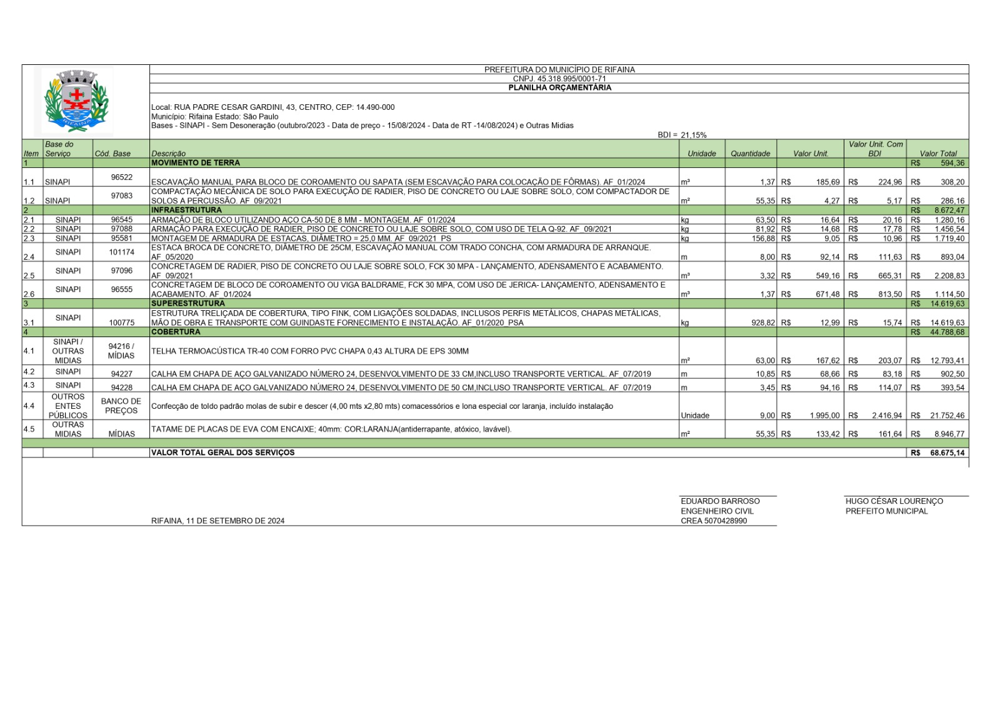 PREFEITURA DO MUNICÍPIO DE RIFAINA
CNPJ. 45.318.995/0001-71
PLANILHA ORÇAMENTÁRIA
RIFAINA
Local: RUA PADRE CESAR GARDINI, 43, CENTRO, CEP: 14.490-000
Município: Rifaina Estado: São Paulo
Bases - SINAPI - Sem Desoneração (outubro/2023 - Data de preço - 15/08/2024 - Data de RT -14/08/2024) e Outras Midias
BDI = 21,15%
Item Base do Serviço Cód. Base Descrição Unidade Quantidade Valor Unit. Valor Unit. Com BDI Valor Total
1 MOVIMENTO DE TERRA R$ 594,36
1.1 SINAPI 96522 ESCAVAÇÃO MANUAL PARA BLOCO DE COROAMENTO OU SAPATA (SEM ESCAVAÇÃO PARA COLOCAÇÃO DE FÔRMAS). AF_01/2024 m³ 1,37 R$ 185,69 R$ 224,96 R$ 308,20
1.2 SINAPI 97083 COMPACTAÇÃO MECÂNICA DE SOLO PARA EXECUÇÃO DE RADIER, PISO DE CONCRETO OU LAJE SOBRE SOLO, COM COMPACTADOR DE
SOLOS A PERCUSSÃO. AF_09/2021 m² 55,35 R$ 4,27 R$ 5,17 R$ 286,16
2 INFRAESTRUTURA R$ 8.672,47
2.1 SINAPI 96545 ARMAÇÃO DE BLOCO UTILIZANDO AÇO CA-50 DE 8 MM - MONTAGEM. AF_01/2024 kg 63,50 R$ 16,64 R$ 20,16 R$ 1.280,16
2.2 SINAPI 97088 ARMAÇÃO PARA EXECUÇÃO DE RADIER, PISO DE CONCRETO OU LAJE SOBRE SOLO, COM USO DE TELA Q-92. AF_09/2021 kg 81,92 R$ 14,68 R$ 17,78 R$ 1.456,54
2.3 SINAPI 95581 MONTAGEM DE ARMADURA DE ESTACAS, DIÂMETRO = 25,0 MM. AF_09/2021_PS kg 156,88 R$ 9,05 R$ 10,96 R$ 1.719,40
2.4 SINAPI 101174 ESTACA BROCA DE CONCRETO, DIÂMETRO DE 25CM, ESCAVAÇÃO MANUAL COM TRADO CONCHA, COM ARMADURA DE ARRANQUE.
AF_05/2020 m 8,00 R$ 92,14 R$ 111,63 R$ 893,04
2.5 SINAPI 97096 CONCRETAGEM DE RADIER, PISO DE CONCRETO OU LAJE SOBRE SOLO, FCK 30 MPA - LANÇAMENTO, ADENSAMENTO E ACABAMENTO.
AF_09/2021 m³ 3,32 R$ 549,16 R$ 665,31 R$ 2.208,83
2.6 SINAPI 96555 CONCRETAGEM DE BLOCO DE COROAMENTO OU VIGA BALDRAME, FCK 30 MPA, COM USO DE JERICA- LANÇAMENTO, ADENSAMENTO E
ACABAMENTO. AF_01/2024 m³ 1,37 R$ 671,48 R$ 813,50 R$ 1.114,50
3 SUPERESTRUTURA R$ 14.619,63
3.1 SINAPI 100775 ESTRUTURA TRELIÇADA DE COBERTURA, TIPO FINK, COM LIGAÇÕES SOLDADAS, INCLUSOS PERFIS METÁLICOS, CHAPAS METÁLICAS,
MÃO DE OBRA E TRANSPORTE COM GUINDASTE FORNECIMENTO E INSTALAÇÃO. AF_01/2020_PSA kg 928,82 R$ 12,99 R$ 15,74 R$ 14.619,63
4 COBERTURA R$ 44.788,68
4.1 SINAPI / OUTRAS MIDIAS 94216 / MÍDIAS TELHA TERMOACÚSTICA TR-40 COM FORRO PVC CHAPA 0,43 ALTURA DE EPS 30MM m² 63,00 R$ 167,62 R$ 203,07 R$ 12.793,41
4.2 SINAPI 94227 CALHA EM CHAPA DE AÇO GALVANIZADO NÚMERO 24, DESENVOLVIMENTO DE 33 CM,INCLUSO TRANSPORTE VERTICAL. AF_07/2019 m 10,85 R$ 68,66 R$ 83,18 R$ 902,50
4.3 SINAPI 94228 CALHA EM CHAPA DE AÇO GALVANIZADO NÚMERO 24, DESENVOLVIMENTO DE 50 CM,INCLUSO TRANSPORTE VERTICAL. AF_07/2019 m 3,45 R$ 94,16 R$ 114,07 R$ 393,54
4.4 OUTROS ENTES PÚBLICOS BANCO DE PREÇOS Confecção de toldo padrão molas de subir e descer (4,00 mts x2,80 mts) comacessórios e lona especial cor laranja, incluído instalação Unidade 9,00 R$ 1.995,00 R$ 2.416,94 R$ 21.752,46
4.5 OUTRAS MIDIAS MÍDIAS TATAME DE PLACAS DE EVA COM ENCAIXE; 40mm: COR:LARANJA(antiderrapante, atóxico, lavável). m² 55,35 R$ 133,42 R$ 161,64 R$ 8.946,77
VALOR TOTAL GERAL DOS SERVIÇOS R$ 68.675,14
EDUARDO BARROSO HUGO CÉSAR LOURENÇO
ENGENHEIRO CIVIL PREFEITO MUNICIPAL
RIFAINA, 11 DE SETEMBRO DE 2024 CREA 5070428990